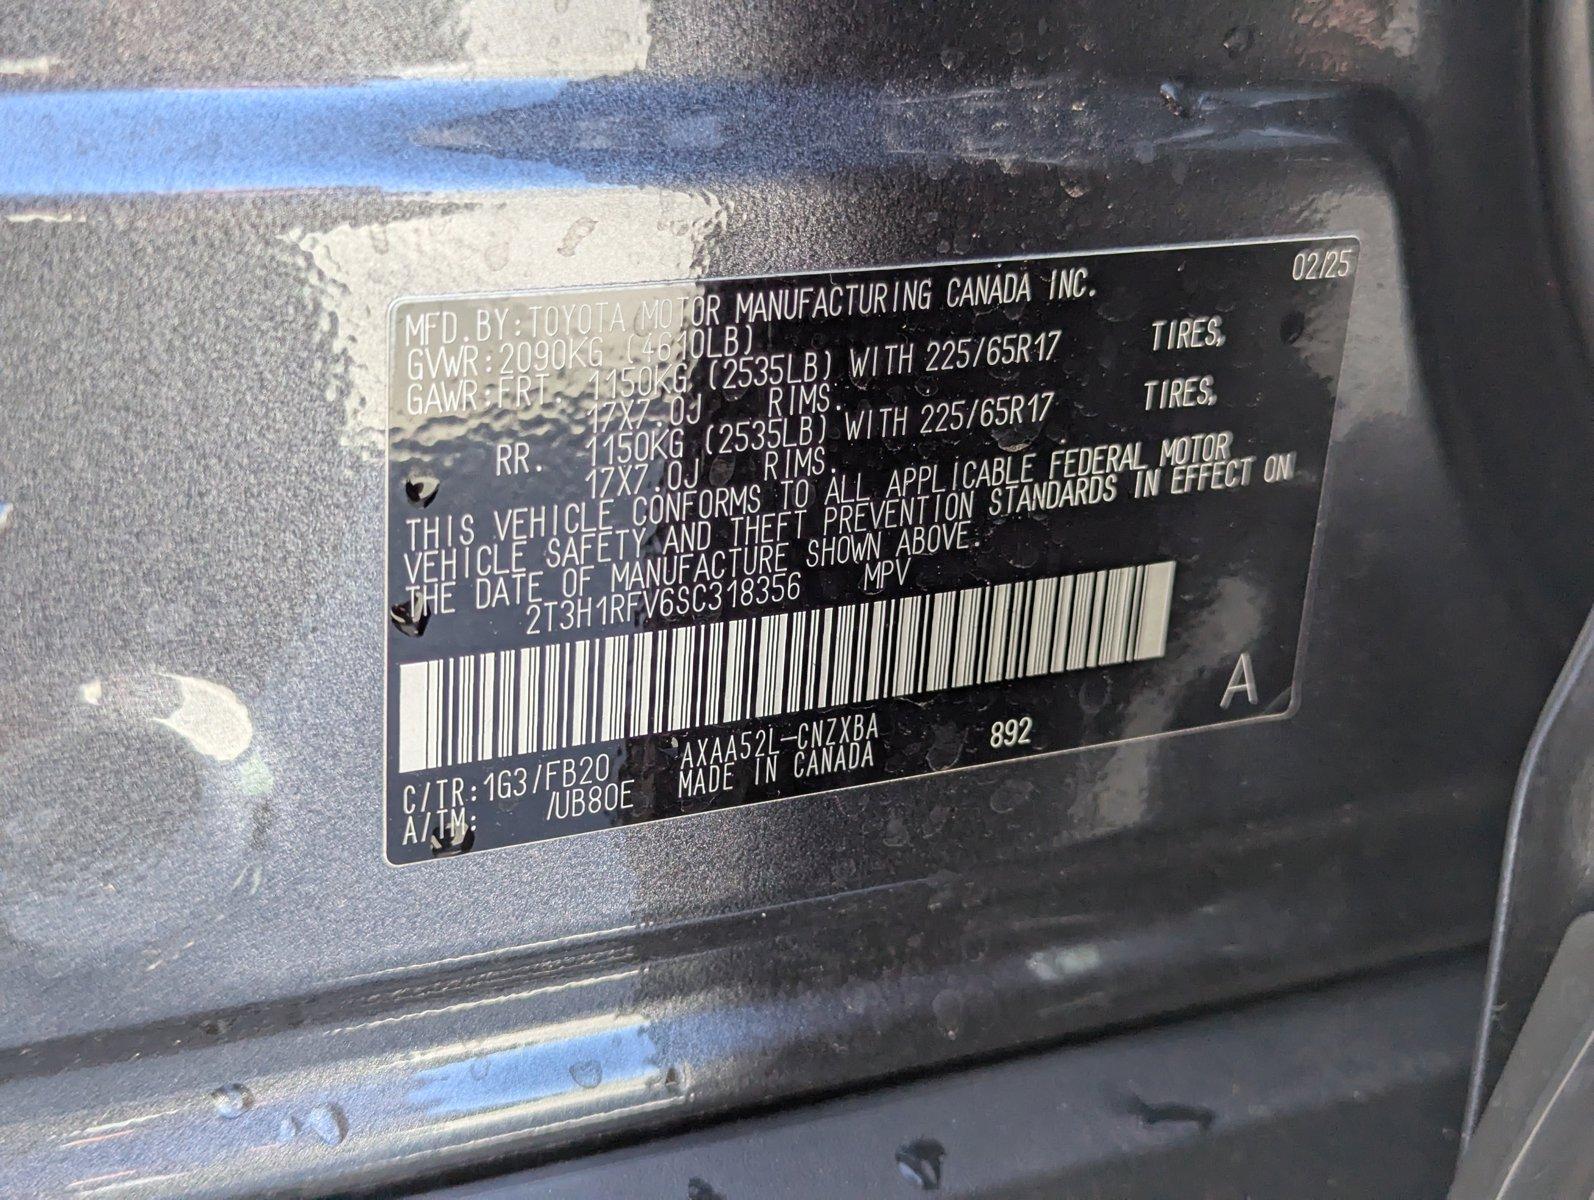 02/25
MFD.BY:TOYOTA MOTOR MANUFACTURING CANADA INC.
GVWR:2090KG (4610LB)
GAWR:FRT. 1150KG (2535LB) WITH 225/65R17 TIRES,
17X7.0J RIMS.
RR. 1150KG (2535LB) WITH 225/65R17 TIRES,
17X7.0J RIMS.
THIS VEHICLE CONFORMS TO ALL APPLICABLE FEDERAL MOTOR
VEHICLE SAFETY AND THEFT PREVENTION STANDARDS IN EFFECT ON
THE DATE OF MANUFACTURE SHOWN ABOVE.
2T3H1RFV6SC318356 MPV
A
C/TR:1G3/FB20 AXAA52L-CNZXBA 892
A/TM: /UB80E MADE IN CANADA